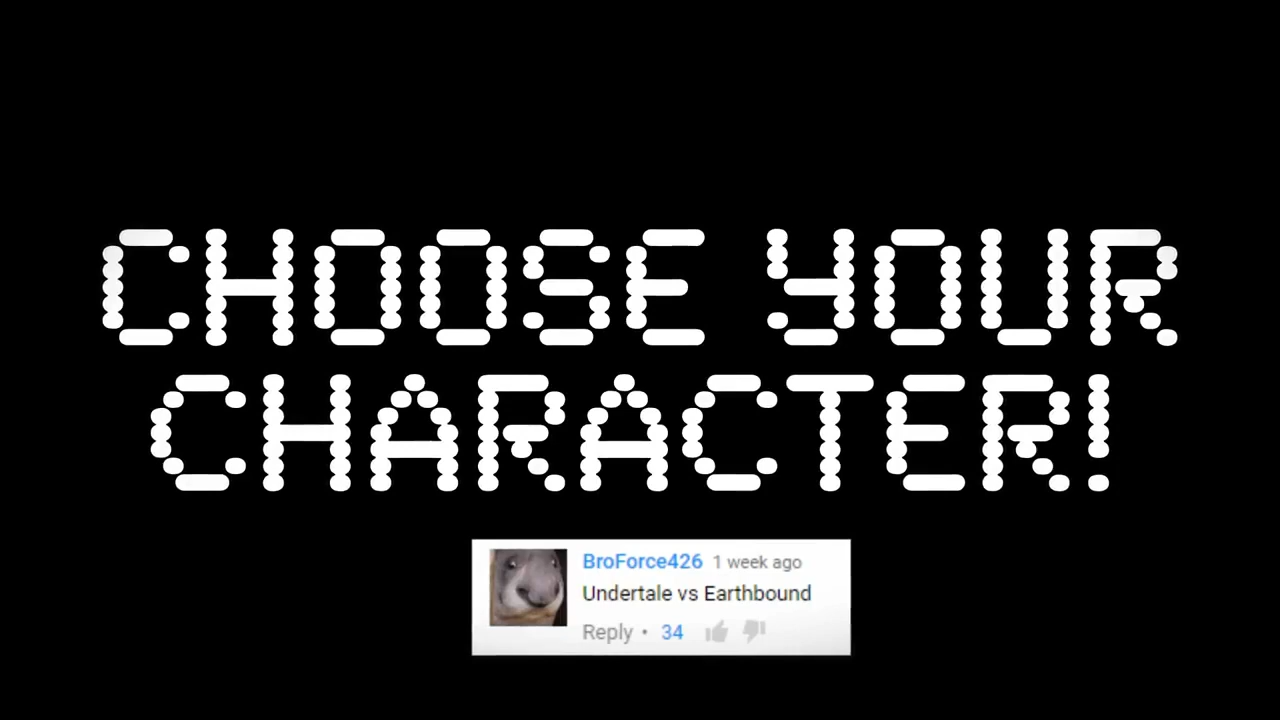 CHOOSE YOUR
CHARACTER!
BroForce426 1 week ago
Undertale vs Earthbound
Reply • 34